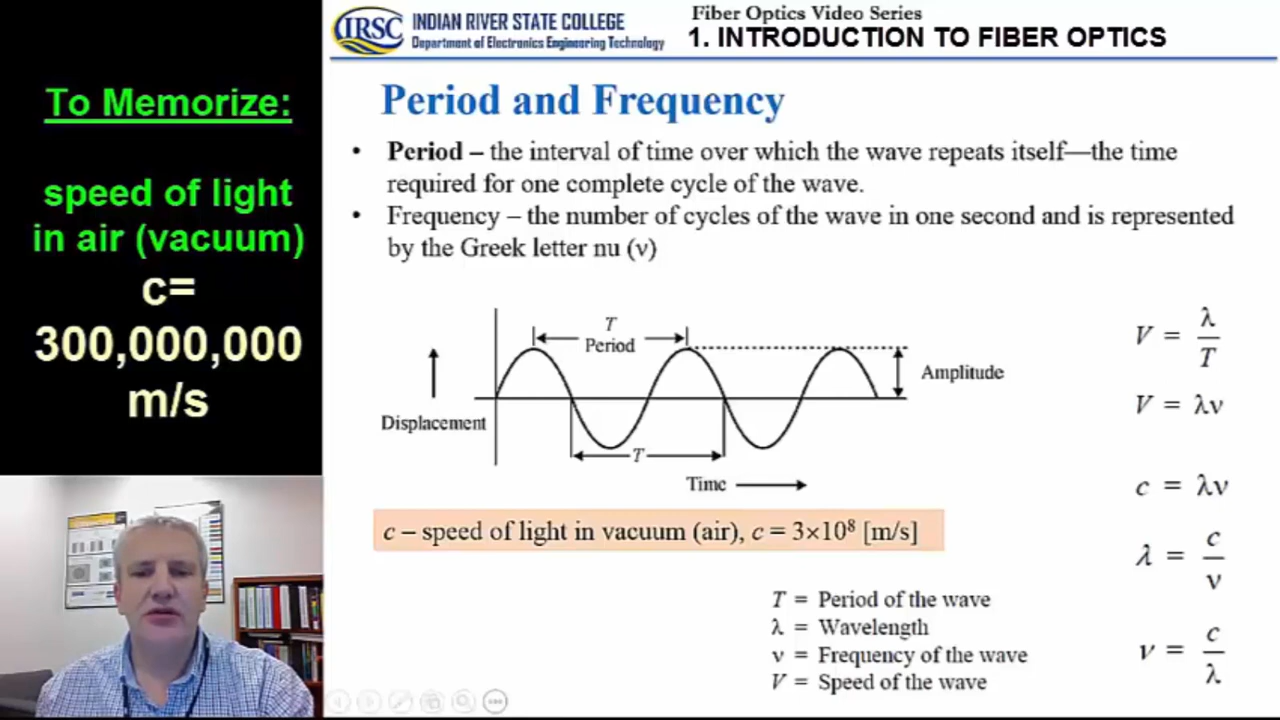 To Memorize:
speed of light
in air (vacuum)
c=
300,000,000
m/s
IRSC
INDIAN RIVER STATE COLLEGE
Department of Electronics Engineering Technology
Fiber Optics Video Series
1. INTRODUCTION TO FIBER OPTICS
Period and Frequency
• Period – the interval of time over which the wave repeats itself—the time
required for one complete cycle of the wave.
• Frequency – the number of cycles of the wave in one second and is represented
by the Greek letter nu (ν)
T
Period
Amplitude
Displacement
T
Time
V = λ/T
V = λν
c = λν
λ = c/ν
ν = c/λ
c – speed of light in vacuum (air), c = 3×10⁸ [m/s]
T = Period of the wave
λ = Wavelength
ν = Frequency of the wave
V = Speed of the wave